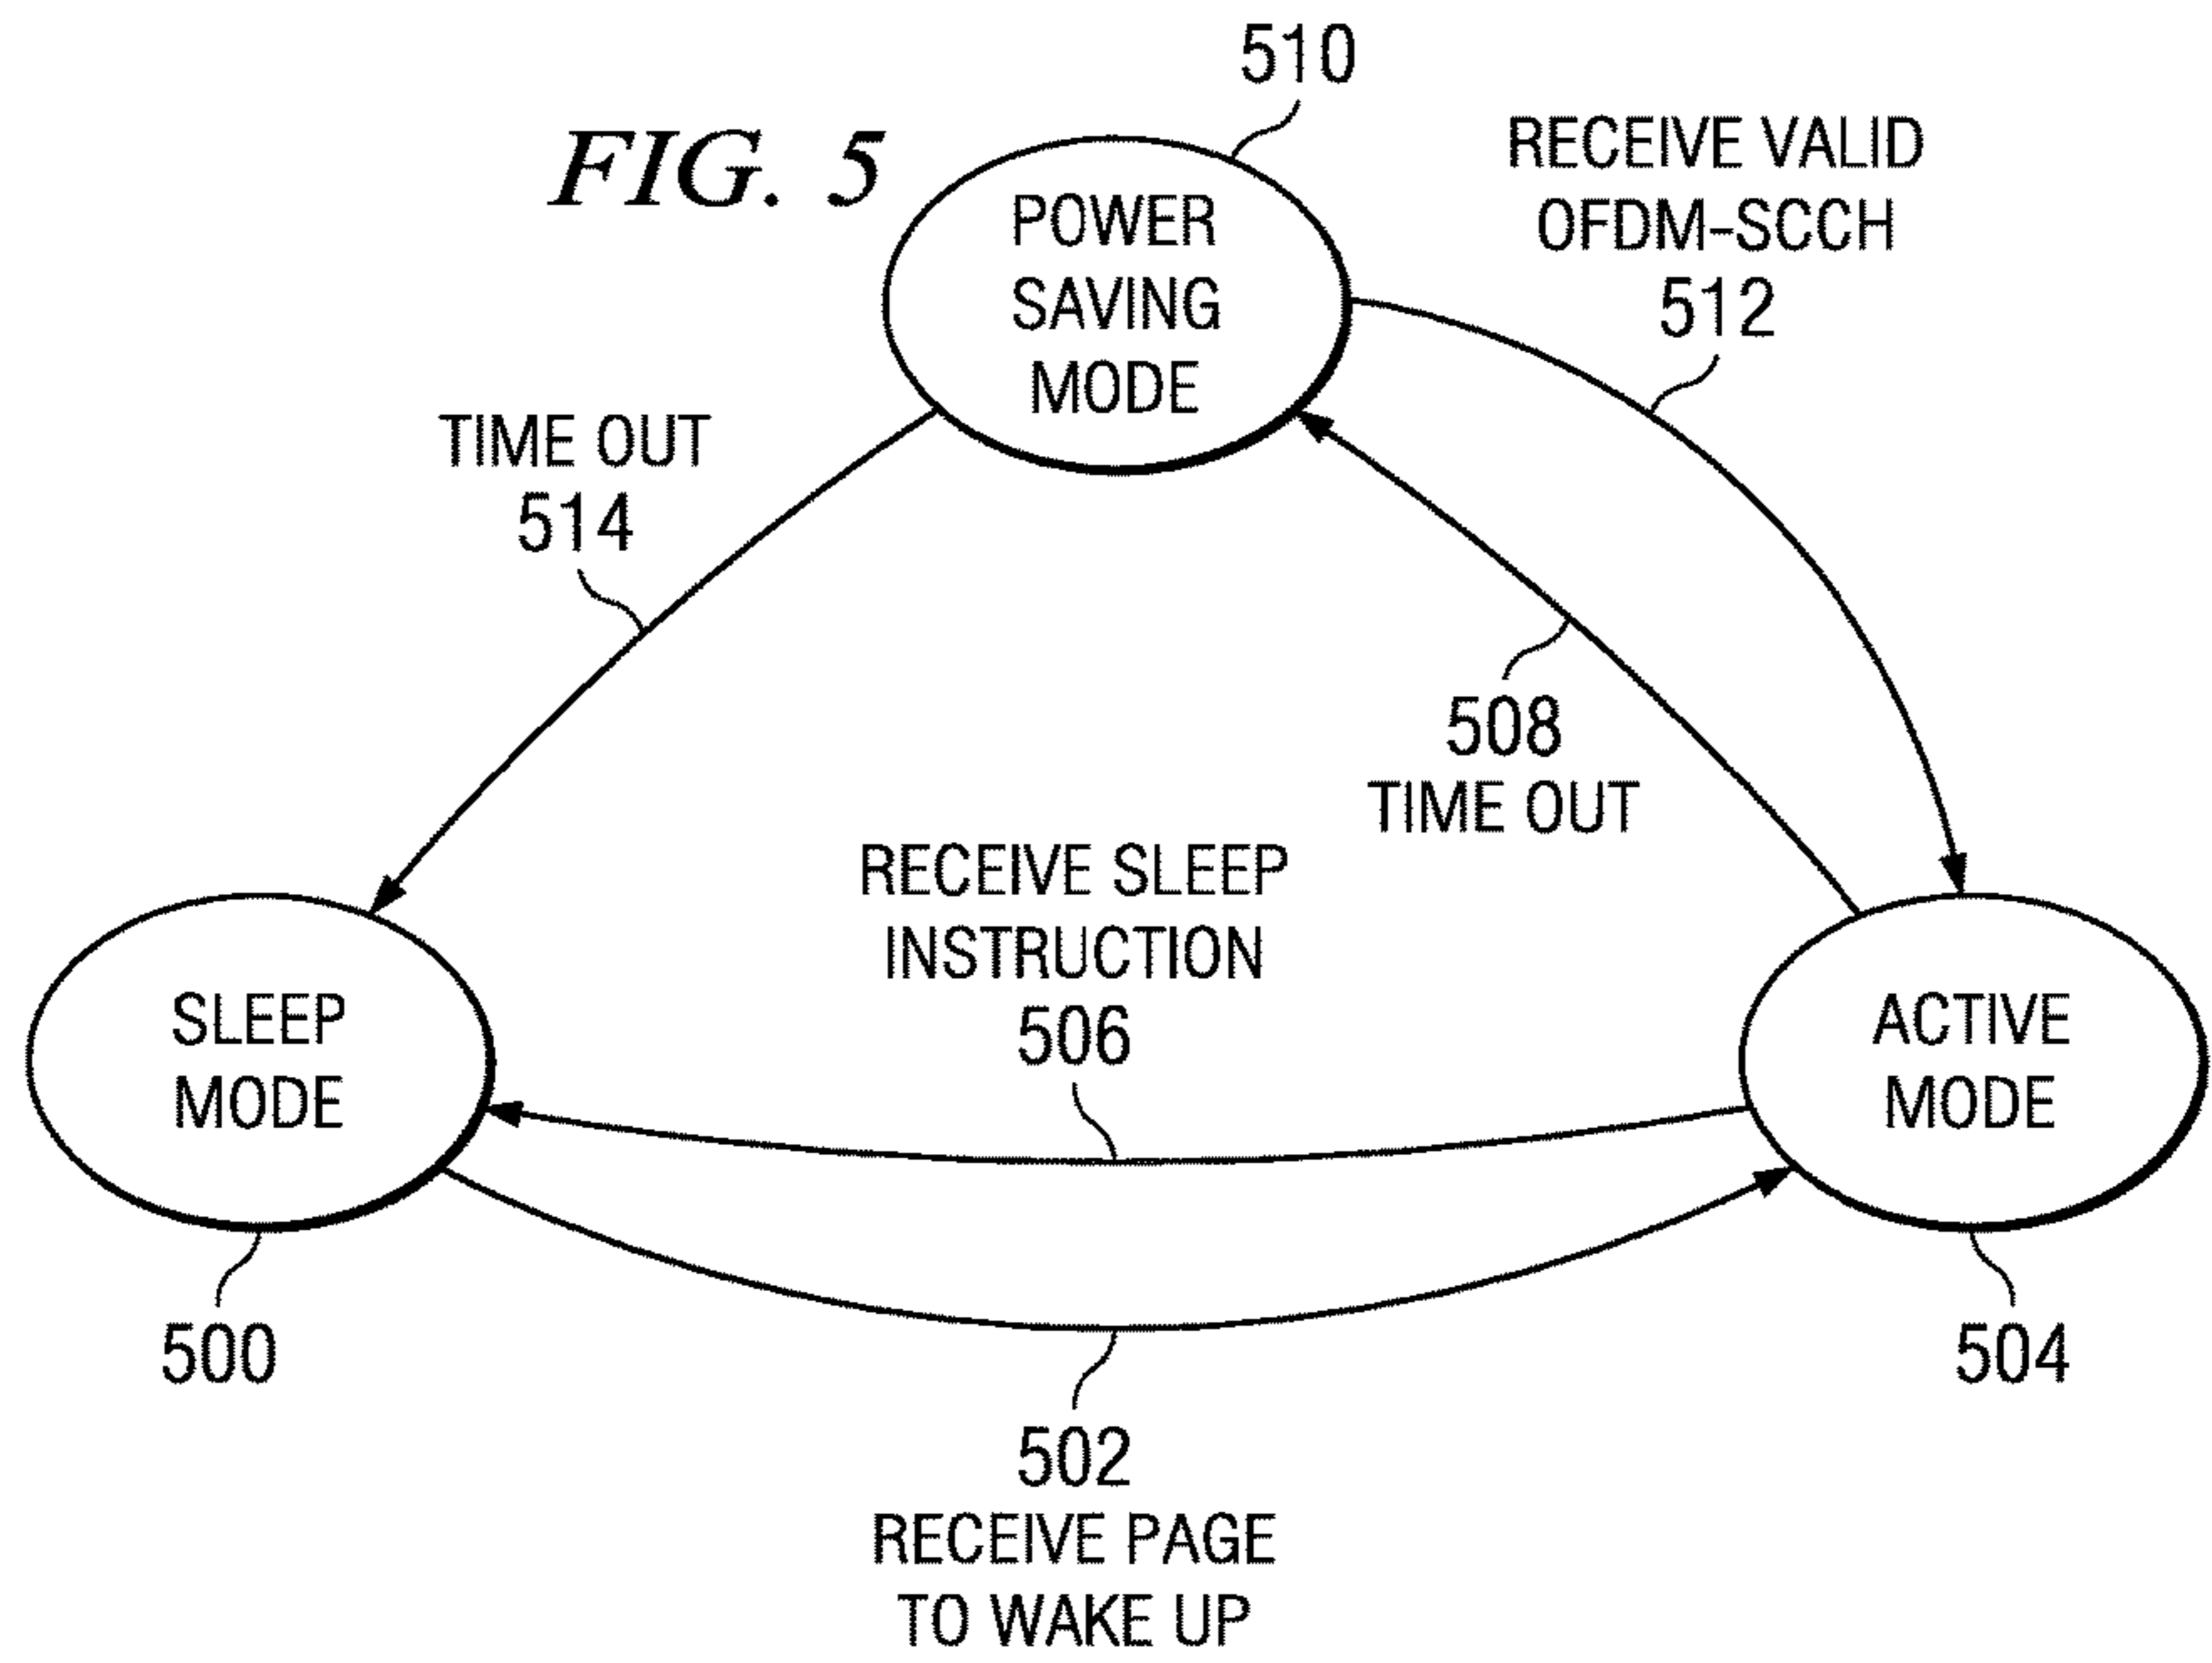 510
FIG. 5
RECEIVE VALID
OFDM-SCCH
512
POWER
SAVING
MODE
TIME OUT
514
508
TIME OUT
RECEIVE SLEEP
INSTRUCTION
506
SLEEP
MODE
ACTIVE
MODE
500
504
502
RECEIVE PAGE
TO WAKE UP